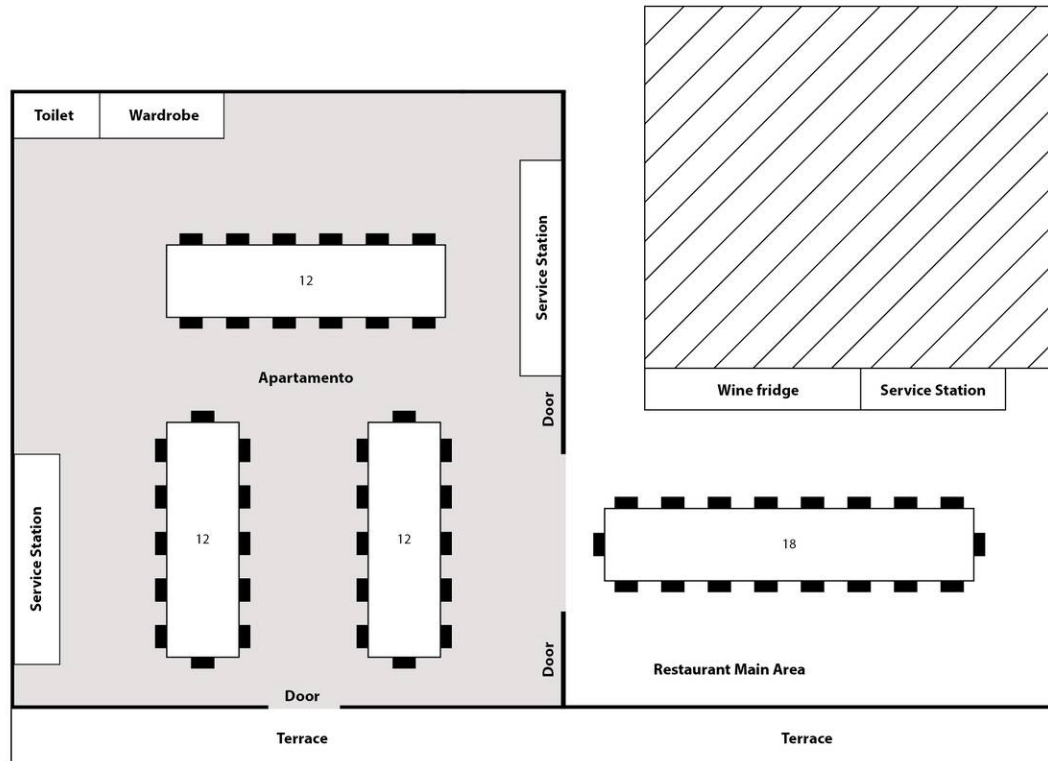 Toilet
Wardrobe
Service Station
12
Apartamento
Door
Wine fridge
Service Station
Service Station
12
12
18
Door
Restaurant Main Area
Door
Terrace
Terrace